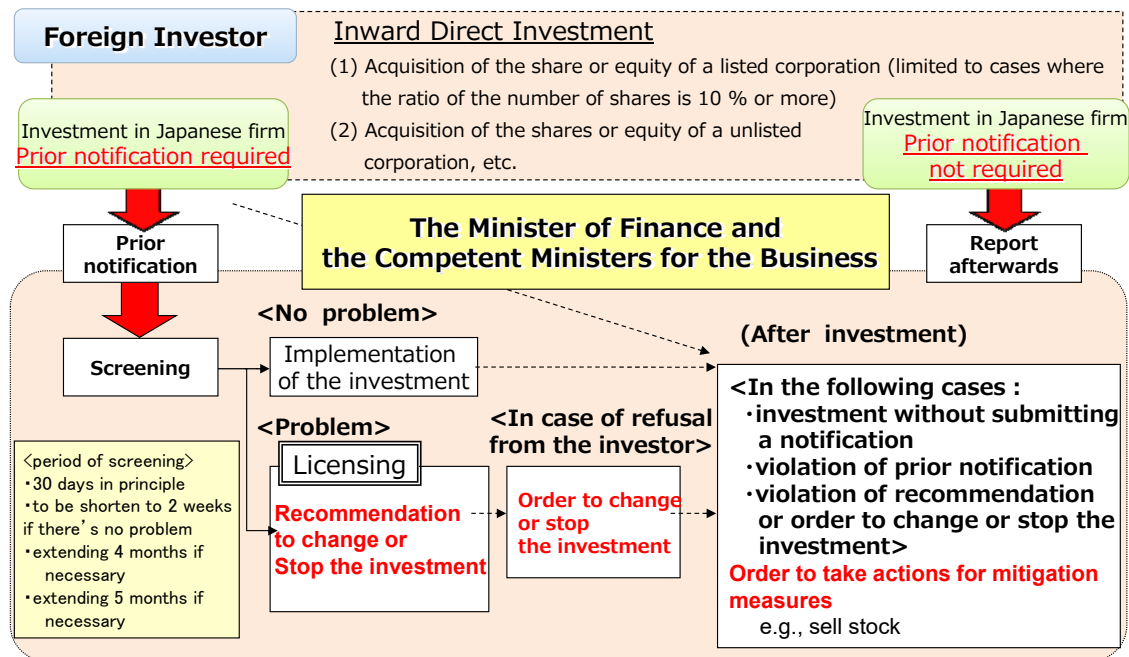 Foreign Investor
Inward Direct Investment
(1) Acquisition of the share or equity of a listed corporation (limited to cases where
the ratio of the number of shares is 10 % or more)
(2) Acquisition of the shares or equity of a unlisted
corporation, etc.
Investment in Japanese firm
Prior notification required
Investment in Japanese firm
Prior notification
not required
The Minister of Finance and
the Competent Ministers for the Business
Prior
notification
Report
afterwards
Screening
<No problem>
Implementation
of the investment
<Problem>
Licensing
Recommendation
to change or
Stop the investment
<In case of refusal
from the investor>
Order to change
or stop
the investment
(After investment)
<In the following cases :
・investment without submitting
a notification
・violation of prior notification
・violation of recommendation
or order to change or stop the
investment>
Order to take actions for mitigation
measures
e.g., sell stock
<period of screening>
・30 days in principle
・to be shorten to 2 weeks
if there's no problem
・extending 4 months if
necessary
・extending 5 months if
necessary